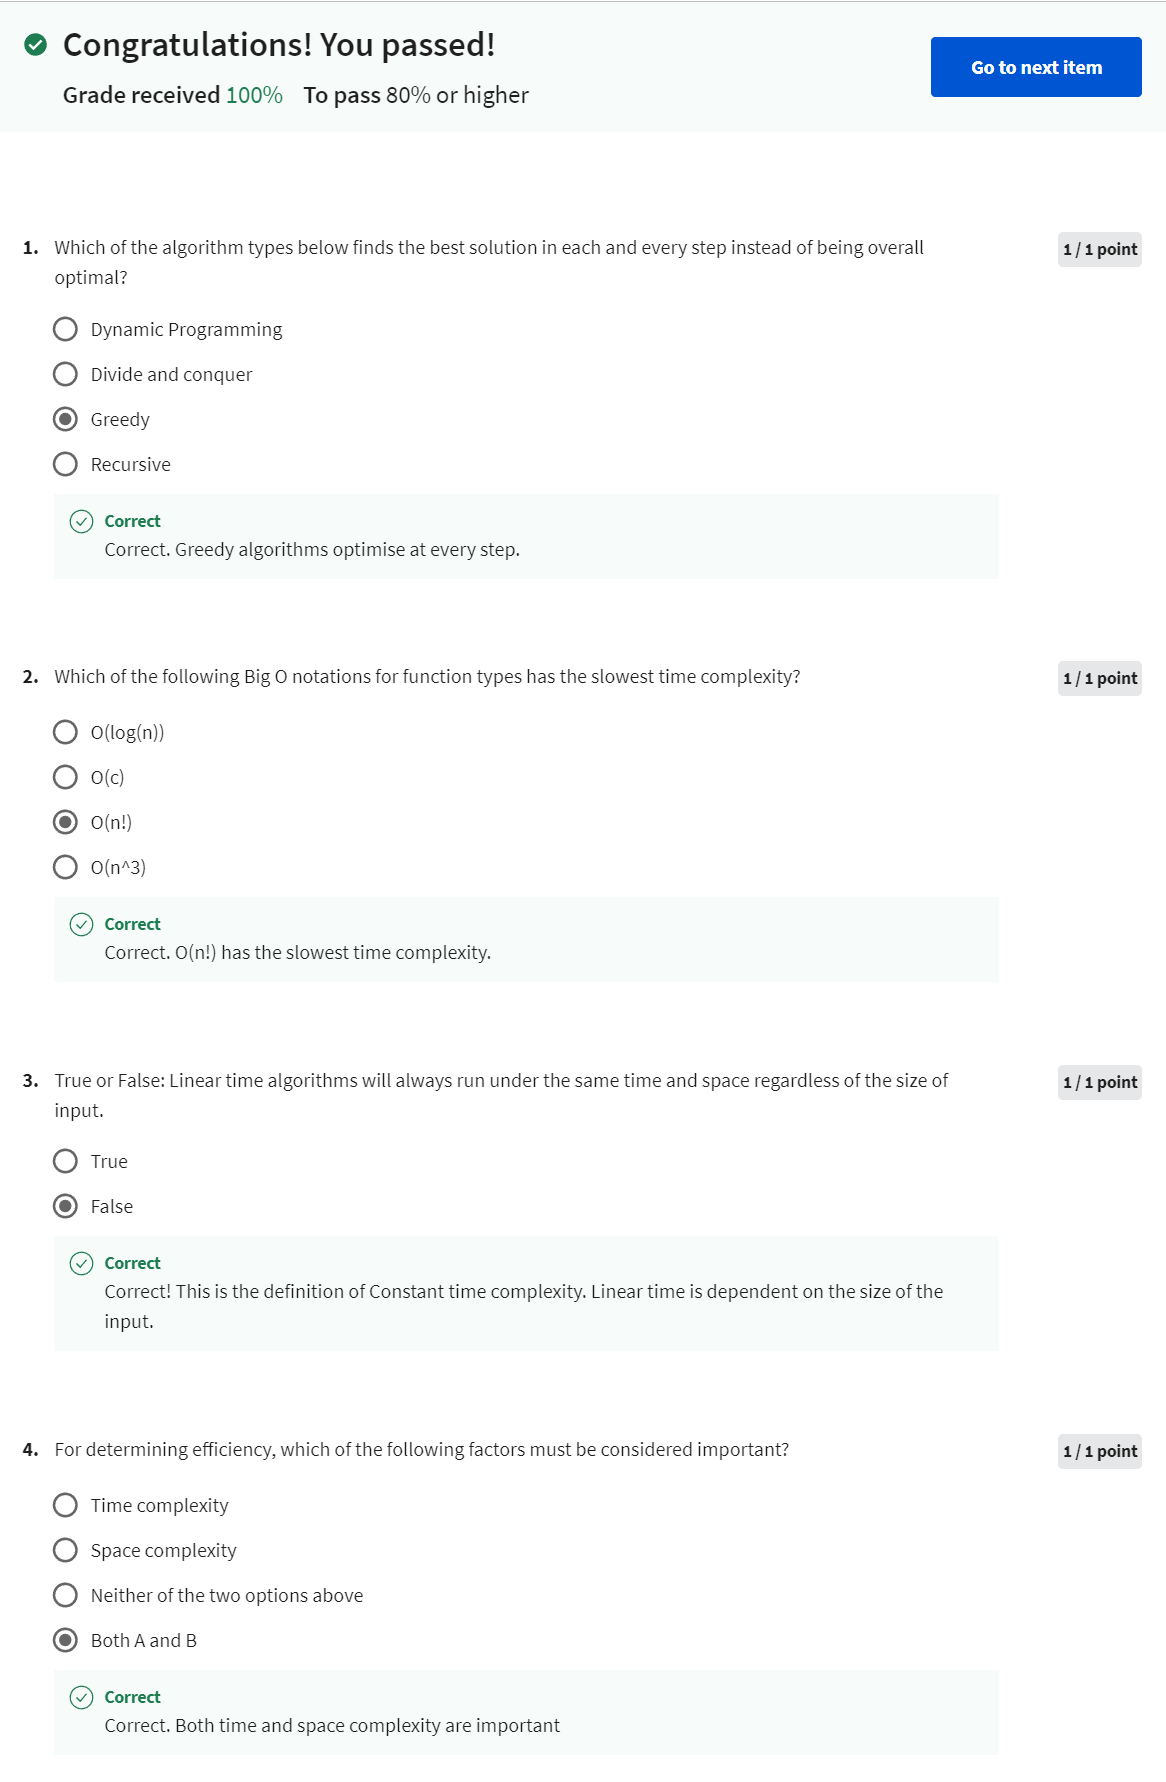 Congratulations! You passed!
Go to next item
Grade received 100% To pass 80% or higher
1. Which of the algorithm types below finds the best solution in each and every step instead of being overall
optimal?
1 / 1 point
Dynamic Programming
Divide and conquer
Greedy
Recursive
Correct
Correct. Greedy algorithms optimise at every step.
2. Which of the following Big O notations for function types has the slowest time complexity?
1 / 1 point
O(log(n))
O(c)
O(n!)
O(n^3)
Correct
Correct. O(n!) has the slowest time complexity.
3. True or False: Linear time algorithms will always run under the same time and space regardless of the size of
input.
1 / 1 point
True
False
Correct
Correct! This is the definition of Constant time complexity. Linear time is dependent on the size of the
input.
4. For determining efficiency, which of the following factors must be considered important?
1 / 1 point
Time complexity
Space complexity
Neither of the two options above
Both A and B
Correct
Correct. Both time and space complexity are important